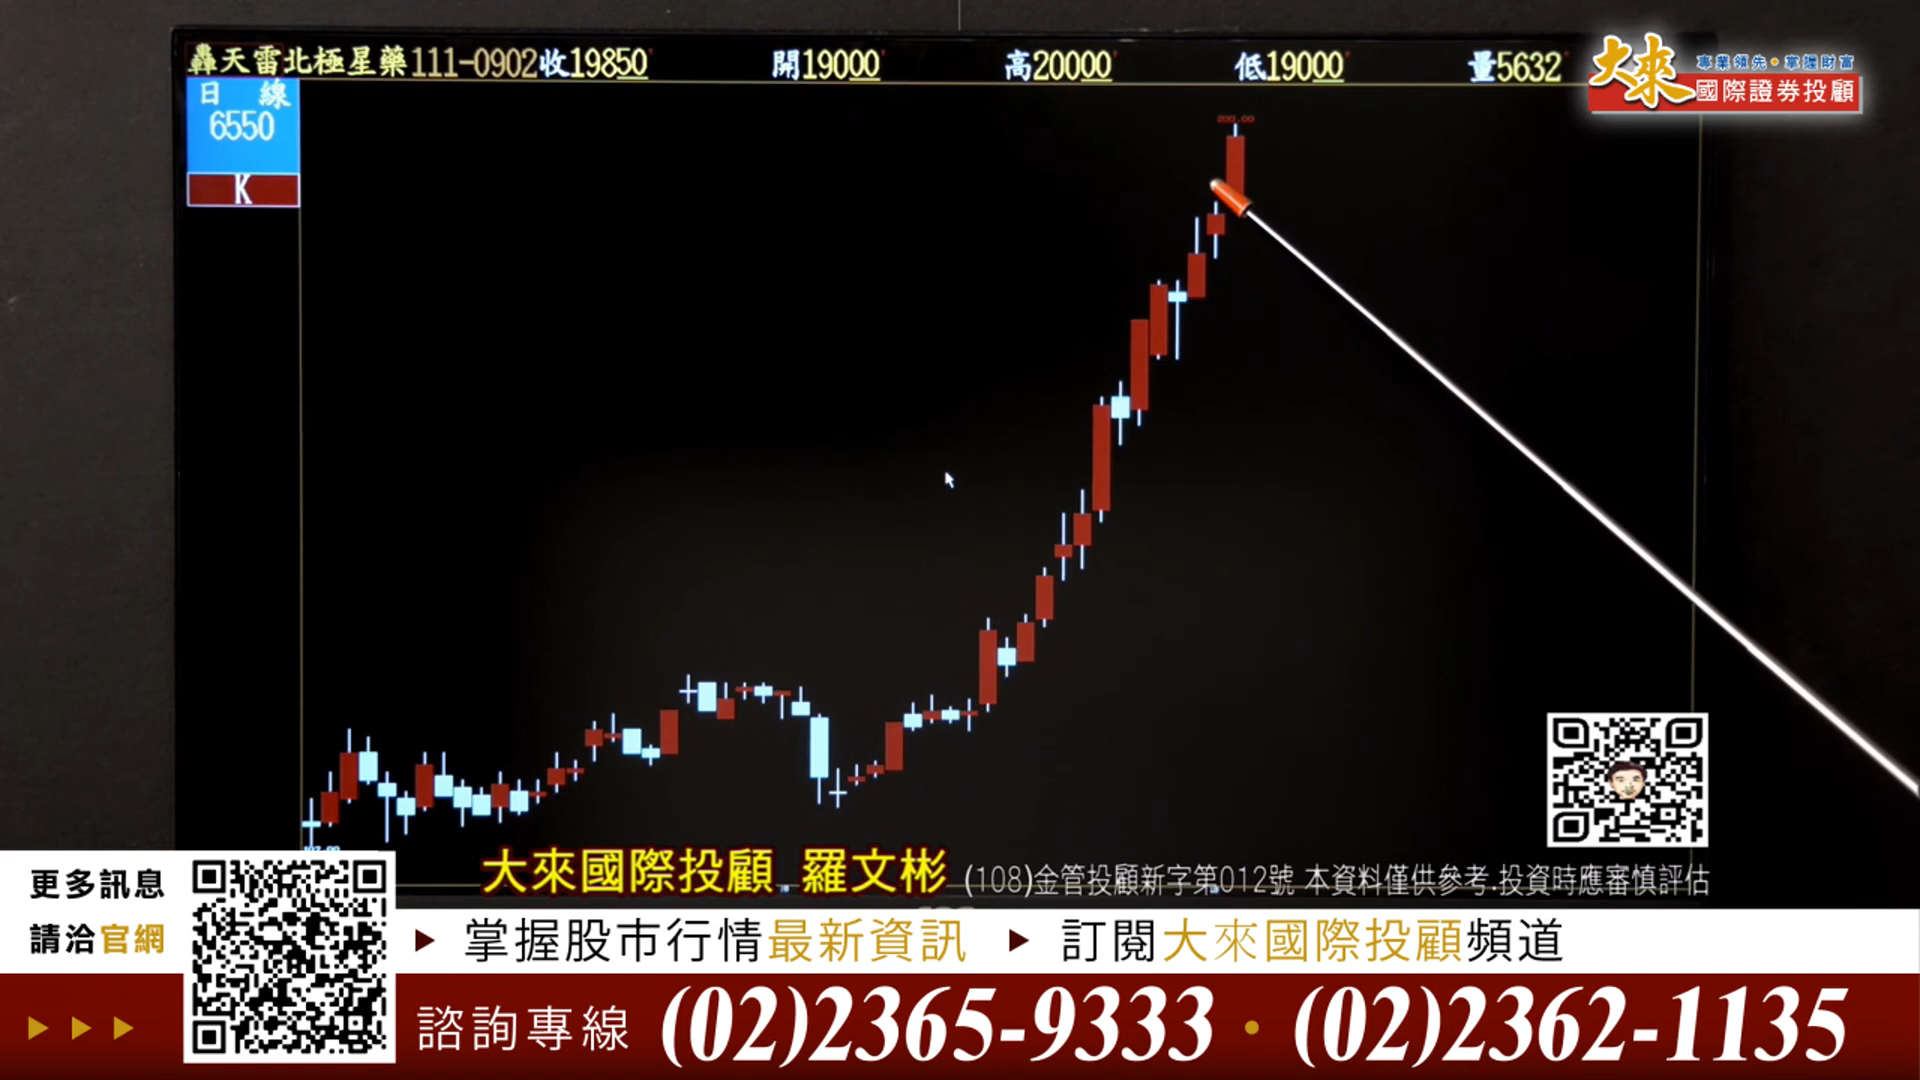 轟天雷北極星藥111-0902收19850 開19000 高20000 低19000 量5632
大來 專業領先•掌握財富
國際證券投顧
日 線
6550
K
200.00
大來國際投顧 羅文彬 (108)金管投顧新字第012號 本資料僅供參考.投資時應審慎評估
更多訊息
請洽官網
掌握股市行情最新資訊 訂閱大來國際投顧頻道
諮詢專線 (02)2365-9333 • (02)2362-1135